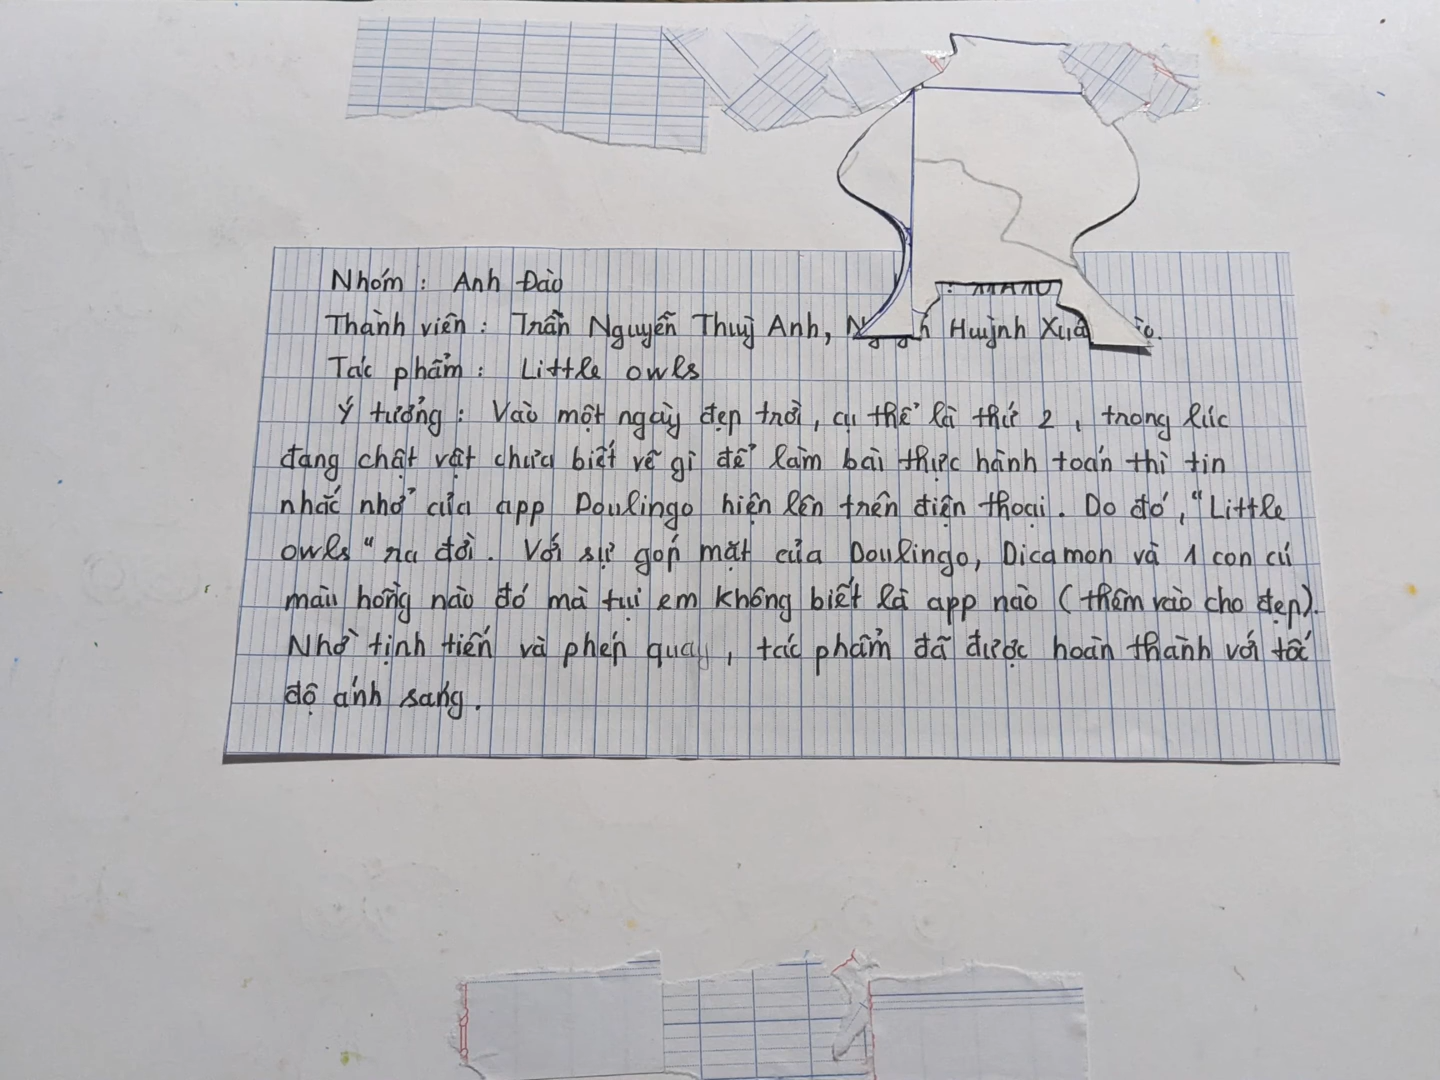 Nhóm : Anh Đào
Thành viên : Trần Nguyễn Thuỳ Anh, Huỳnh
Tác phẩm : Little owls
Ý tưởng : Vào một ngày đẹp trời, cụ thể là thứ 2, trong lúc
đang chật vật chưa biết vẽ gì để làm bài thực hành toán thì tin
nhắc nhở của app Doulingo hiện lên trên điện thoại. Do đó, "Little
owls" ra đời. Với sự góp mặt của Doulingo, Dicamon và 1 con cú
màu hồng nào đó mà tụi em không biết là app nào (thêm vào cho đẹp).
Nhờ tịnh tiến và phép quay, tác phẩm đã được hoàn thành với tốc
độ ánh sáng.